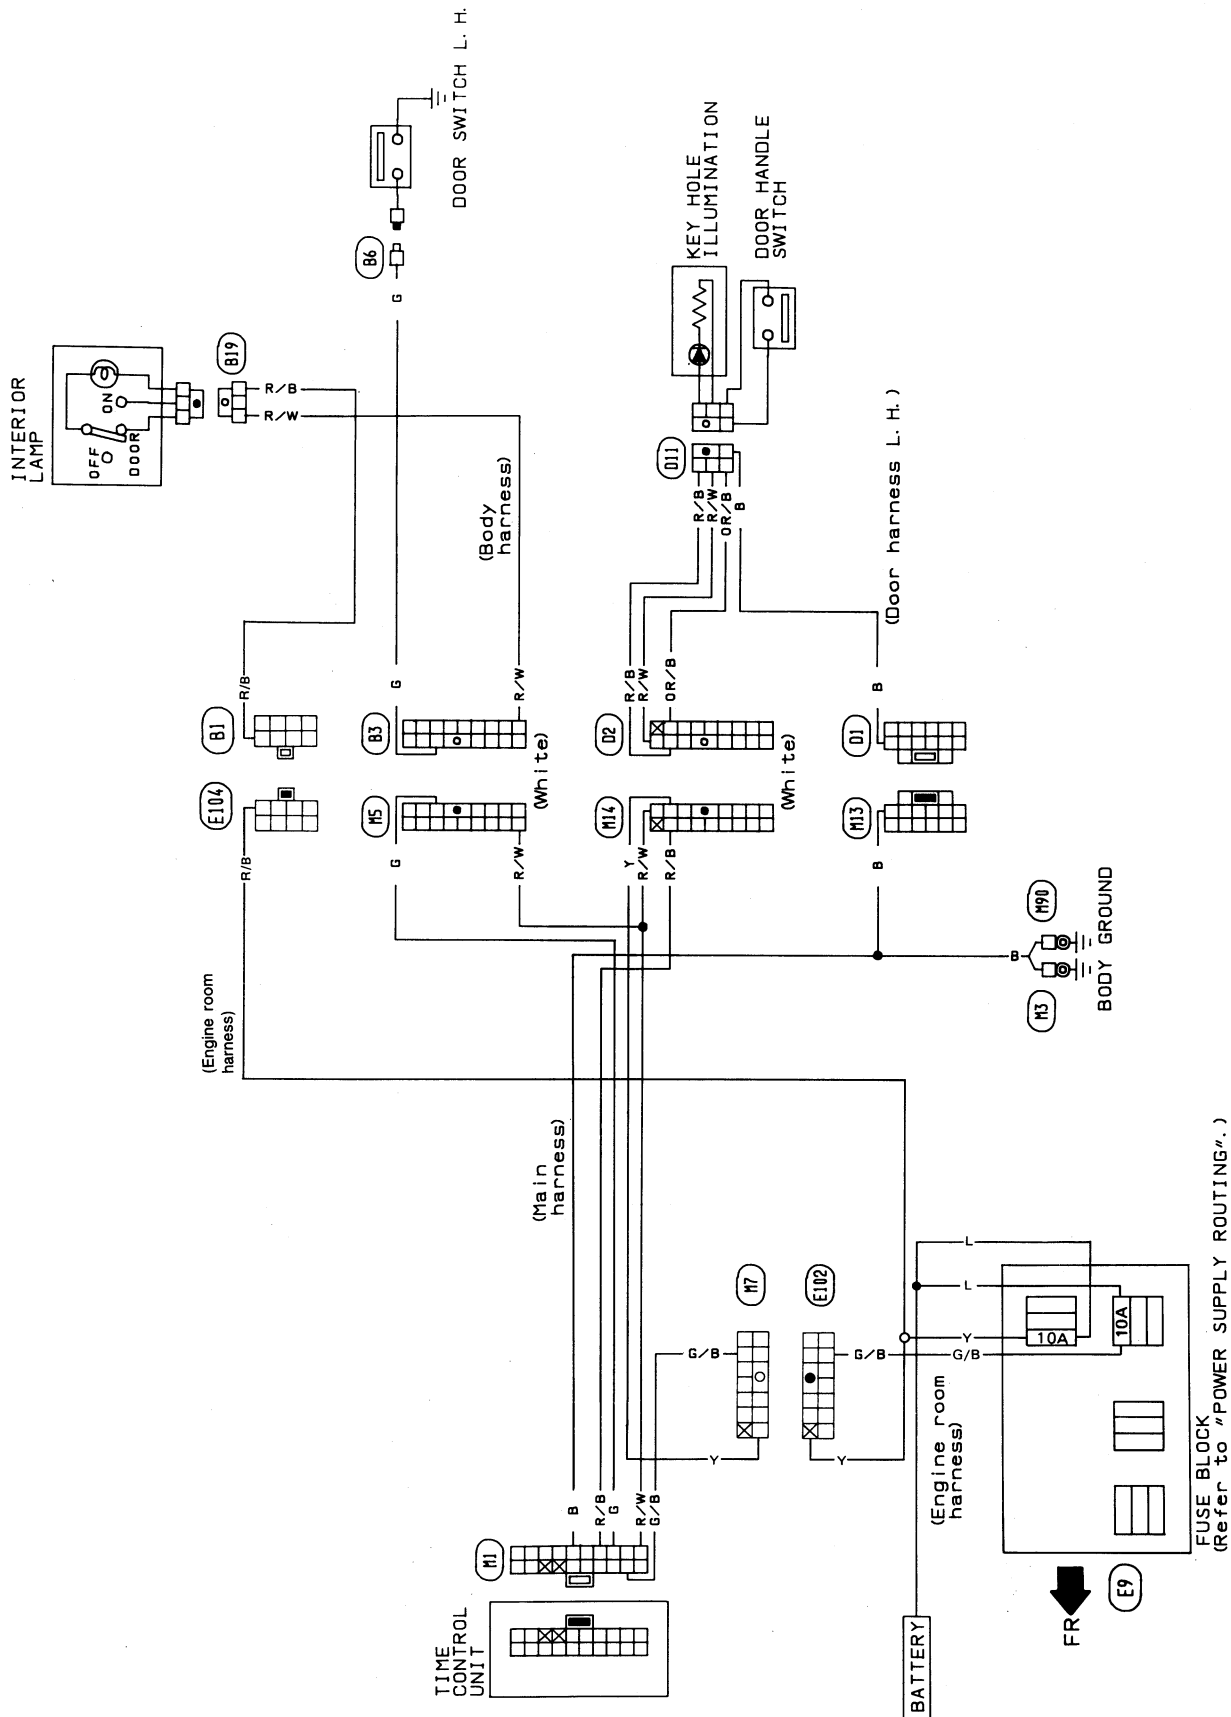 INTERIOR
LAMP
OFF
ON
DOOR
B19
R/B
R/W
DOOR SWITCH L. H.
B6
G
KEY HOLE
ILLUMINATION
DOOR HANDLE
SWITCH
D11
R/B
R/W
OR/B
B
(Body
harness)
(Door harness L. H.)
R/B
G
R/W
R/B
R/W
OR/B
B
B1
B3
D2
D1
E104
M5
(White)
M14
(White)
M13
R/B
G
R/W
Y
R/W
R/B
B
M90
B
M3
BODY GROUND
(Engine room
harness)
(Main
harness)
M7
E102
G/B
G/B
G/B
Y
Y
Y
L
L
10A
10A
(Engine room
harness)
FUSE BLOCK
(Refer to "POWER SUPPLY ROUTING".)
M1
B
R/B
G
R/W
G/B
TIME
CONTROL
UNIT
BATTERY
FR
E9